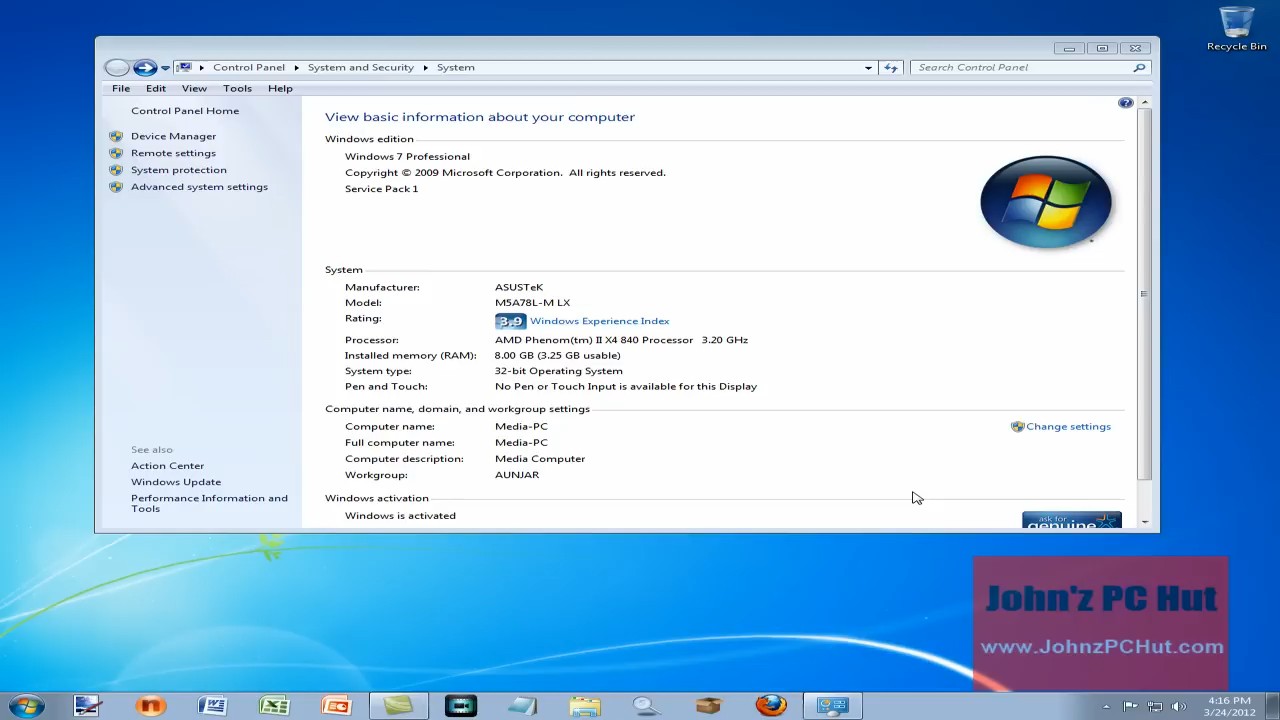 Recycle Bin
Control Panel
System and Security
System
Search Control Panel
File Edit View Tools Help
Control Panel Home
Device Manager
Remote settings
System protection
Advanced system settings
See also
Action Center
Windows Update
Performance Information and
Tools
View basic information about your computer
Windows edition
Windows 7 Professional
Copyright © 2009 Microsoft Corporation. All rights reserved.
Service Pack 1
System
Manufacturer: ASUSTeK
Model: M5A78L-M LX
Rating: 3.9 Windows Experience Index
Processor: AMD Phenom(tm) II X4 840 Processor 3.20 GHz
Installed memory (RAM): 8.00 GB (3.25 GB usable)
System type: 32-bit Operating System
Pen and Touch: No Pen or Touch Input is available for this Display
Computer name, domain, and workgroup settings
Computer name: Media-PC
Change settings
Full computer name: Media-PC
Computer description: Media Computer
Workgroup: AUNJAR
Windows activation
Windows is activated
ask for
genuine
John'z PC Hut
www.JohnzPCHut.com
4:16 PM
3/24/2012